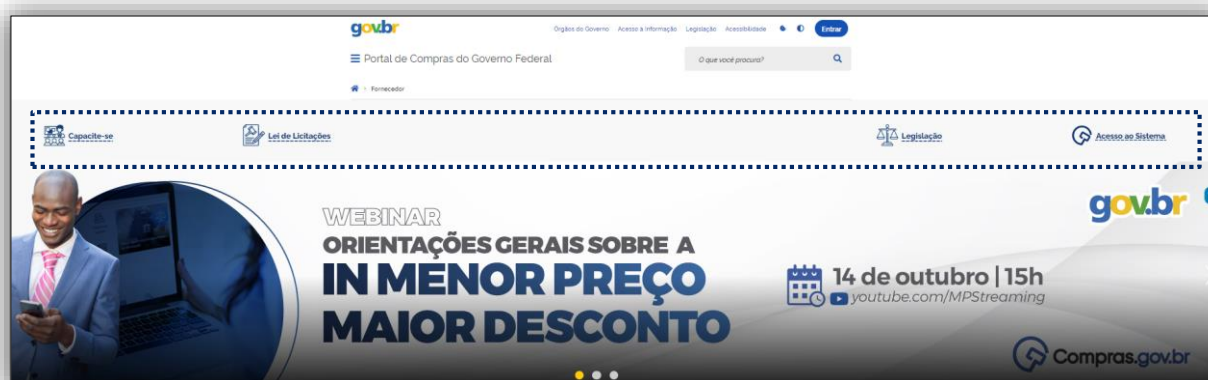 gov.br
Órgãos do Governo Acesso à Informação Legislação Acessibilidade Entrar
Portal de Compras do Governo Federal
O que você procura?
Fornecedor
Capacite-se Lei de Licitações Legislação Acesso ao Sistema
gov.br
WEBINAR
ORIENTAÇÕES GERAIS SOBRE A
IN MENOR PREÇO
MAIOR DESCONTO
14 de outubro | 15h
youtube.com/MPStreaming
Compras.gov.br